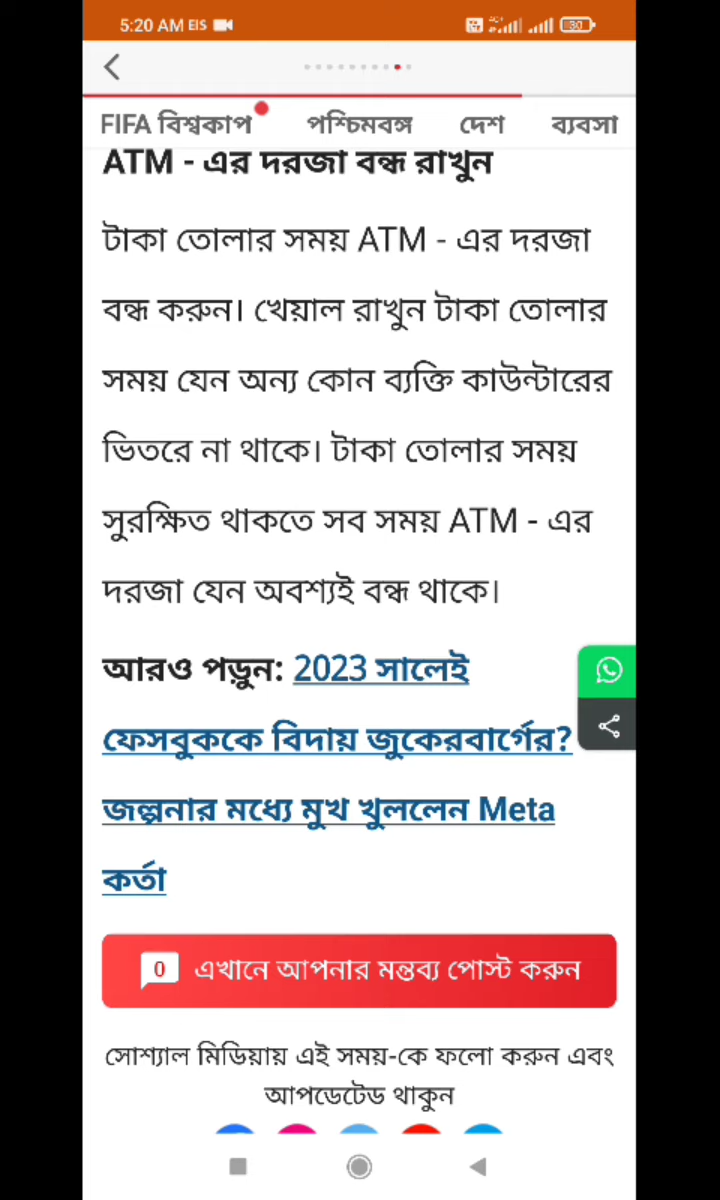 5:20 AM EIS
30
FIFA বিশ্বকাপ পশ্চিমবঙ্গ দেশ ব্যবসা
ATM - এর দরজা বন্ধ রাখুন
টাকা তোলার সময় ATM - এর দরজা
বন্ধ করুন। খেয়াল রাখুন টাকা তোলার
সময় যেন অন্য কোন ব্যক্তি কাউন্টারের
ভিতরে না থাকে। টাকা তোলার সময়
সুরক্ষিত থাকতে সব সময় ATM - এর
দরজা যেন অবশ্যই বন্ধ থাকে।
আরও পড়ুন: 2023 সালেই
ফেসবুককে বিদায় জুকেরবার্গের?
জল্পনার মধ্যে মুখ খুললেন Meta
কর্তা
0 এখানে আপনার মন্তব্য পোস্ট করুন
সোশ্যাল মিডিয়ায় এই সময়-কে ফলো করুন এবং
আপডেটেড থাকুন